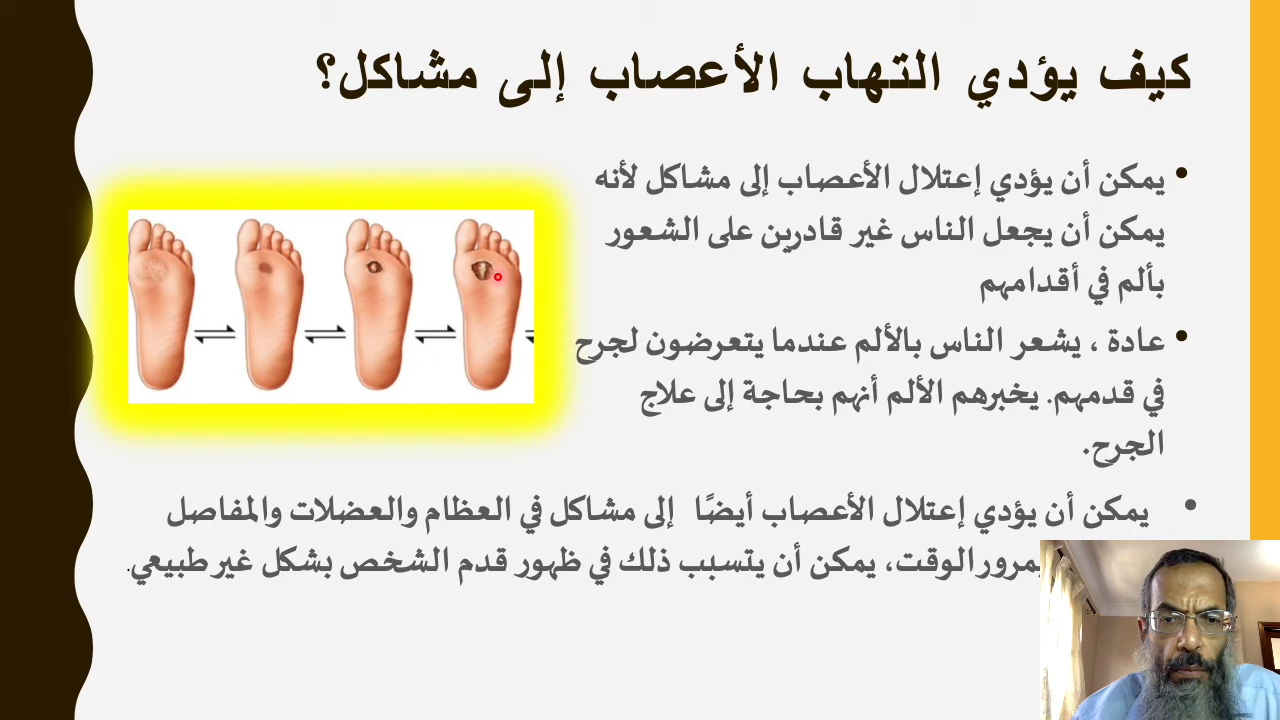 كيف يؤدي التهاب الأعصاب إلى مشاكل؟
• يمكن أن يؤدي إعتلال الأعصاب إلى مشاكل لأنه
يمكن أن يجعل الناس غير قادرين على الشعور
بألم في أقدامهم
• عادة ، يشعر الناس بالألم عندما يتعرضون لجرح
في قدمهم. يخبرهم الألم أنهم بحاجة إلى علاج
الجرح.
• يمكن أن يؤدي إعتلال الأعصاب أيضًا إلى مشاكل في العظام والعضلات والمفاصل
الوقت، يمكن أن يتسبب ذلك في ظهور قدم الشخص بشكل غير طبيعي.